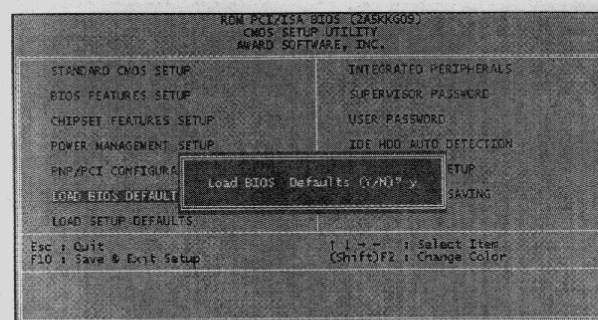 ROM PCI/ISA BIOS (2A5KKG09)
CMOS SETUP UTILITY
AWARD SOFTWARE, INC.
STANDARD CMOS SETUP
BIOS FEATURES SETUP
CHIPSET FEATURES SETUP
POWER MANAGEMENT SETUP
PNP/PCI CONFIGURA
LOAD BIOS DEFAULT
LOAD SETUP DEFAULTS
INTEGRATED PERIPHERALS
SUPERVISOR PASSWORD
USER PASSWORD
IDE HDD AUTO DETECTION
ETUP
SAVING
Load BIOS Defaults (Y/N)? y
Esc : Quit
F10 : Save & Exit Setup
↑ ↓ → ← : Select Item
(Shift)F2 : Change Color